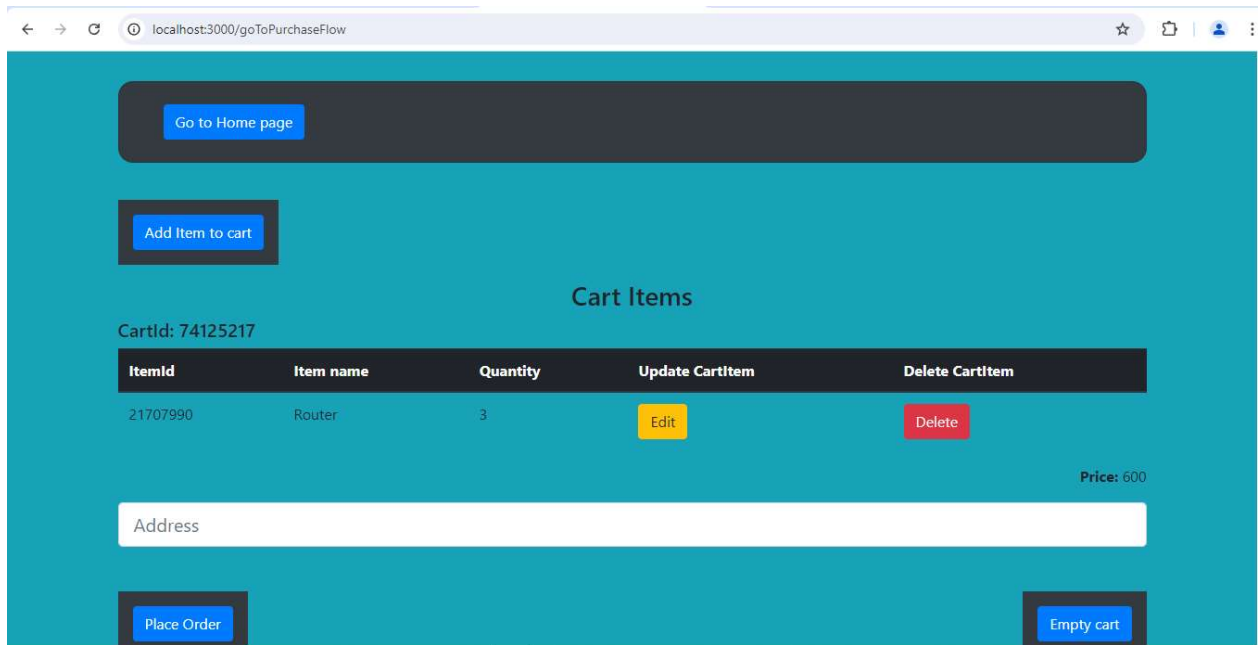 localhost:3000/goToPurchaseFlow
Go to Home page
Add Item to cart
Cart Items
CartId: 74125217
ItemId Item name Quantity Update CartItem Delete CartItem
21707990 Router 3 Edit Delete
Price: 600
Address
Place Order Empty cart